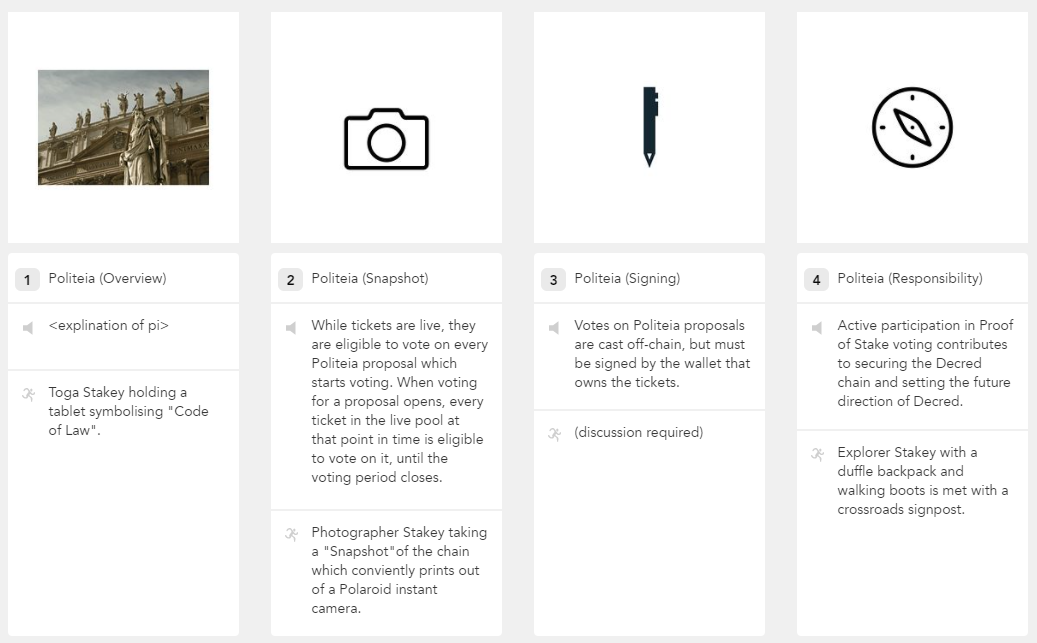 1 Politeia (Overview)
<explination of pi>
Toga Stakey holding a
tablet symbolising "Code
of Law".
2 Politeia (Snapshot)
While tickets are live, they
are eligible to vote on every
Politeia proposal which
starts voting. When voting
for a proposal opens, every
ticket in the live pool at
that point in time is eligible
to vote on it, until the
voting period closes.
Photographer Stakey taking
a "Snapshot"of the chain
which conviently prints out
of a Polaroid instant
camera.
3 Politeia (Signing)
Votes on Politeia proposals
are cast off-chain, but must
be signed by the wallet that
owns the tickets.
(discussion required)
4 Politeia (Responsibility)
Active participation in Proof
of Stake voting contributes
to securing the Decred
chain and setting the future
direction of Decred.
Explorer Stakey with a
duffle backpack and
walking boots is met with a
crossroads signpost.